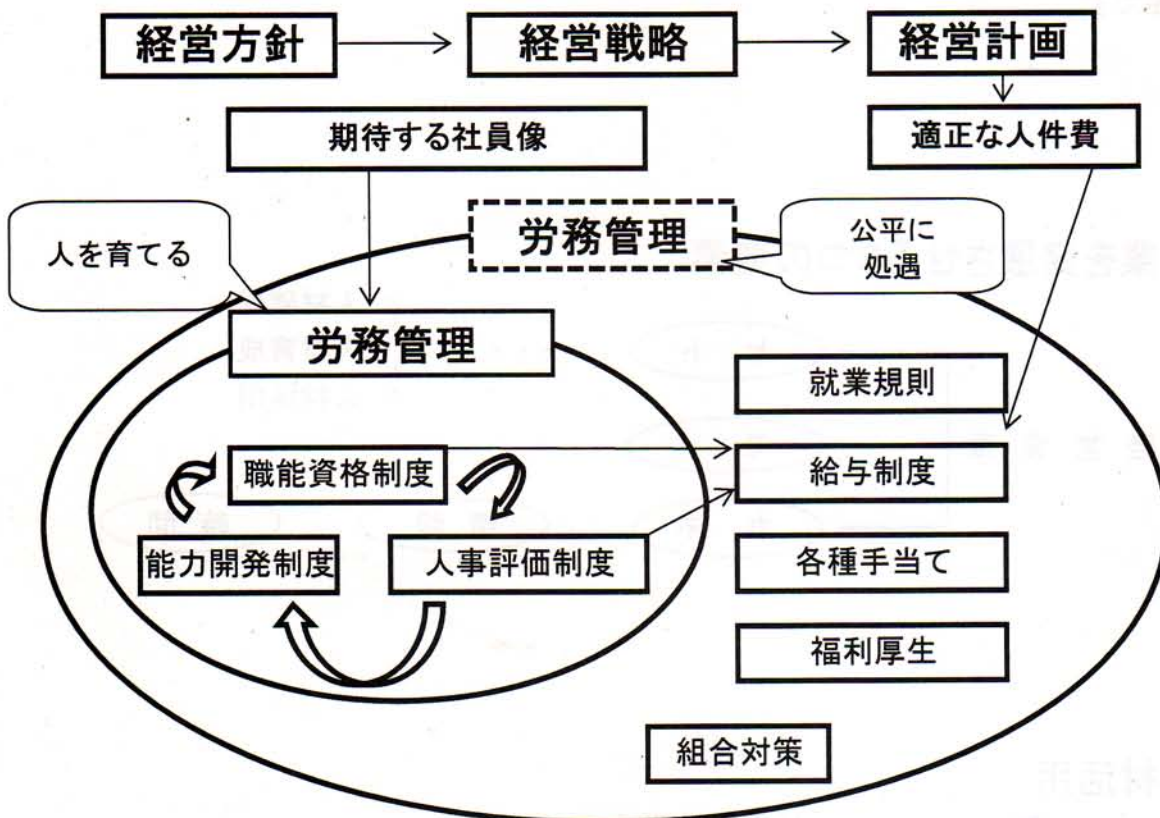 経営方針
経営戦略
経営計画
期待する社員像
適正な人件費
人を育てる
労務管理
公平に
処遇
労務管理
就業規則
職能資格制度
給与制度
能力開発制度
人事評価制度
各種手当て
福利厚生
組合対策